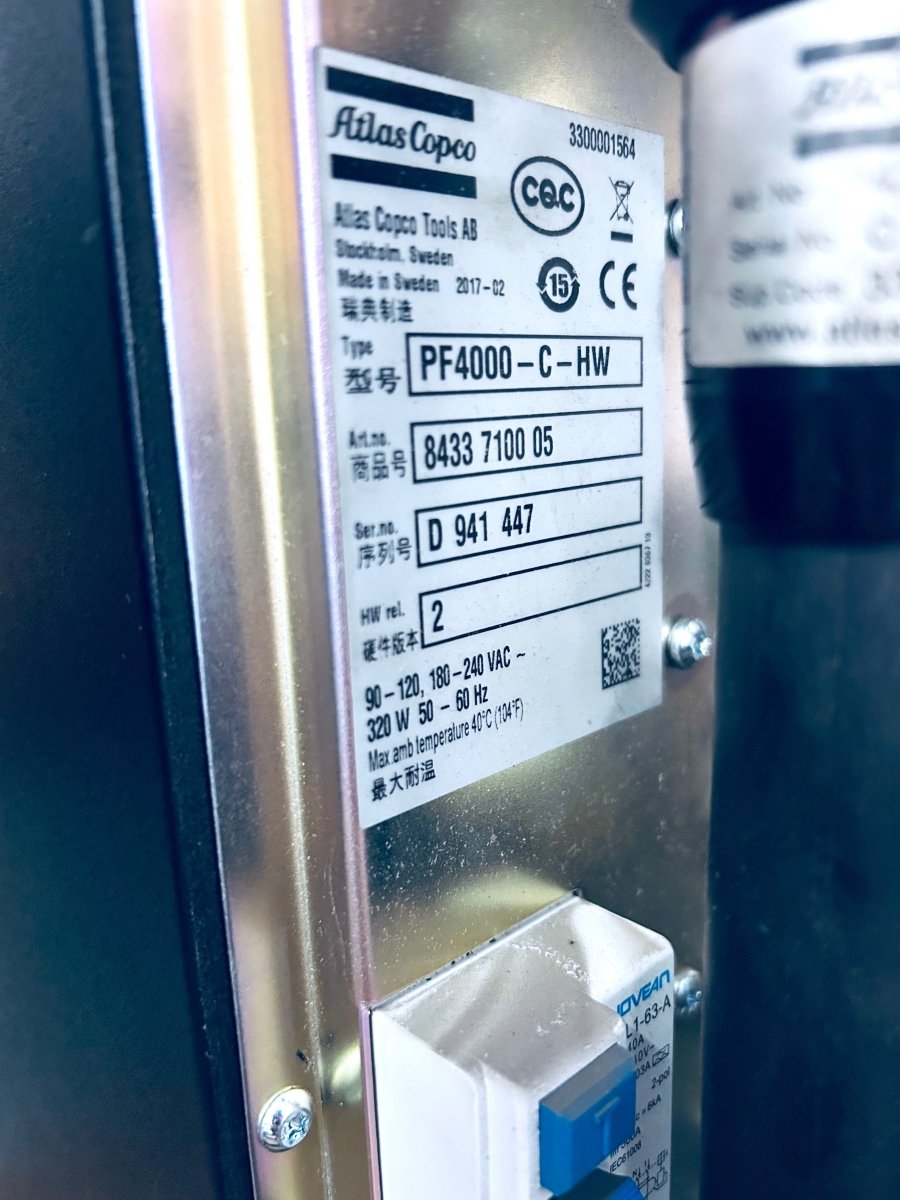 Atlas Copco
3300001564
CQC
Atlas Copco Tools AB
Stockholm, Sweden
Made in Sweden 2017-02
瑞典制造
15
CE
Type
型号
PF4000-C-HW
Art.no.
商品号
8433 7100 05
Ser.no.
序列号
D 941 447
HW rel.
硬件版本
2
90-120, 180-240 VAC ~
320 W 50 - 60 Hz
Max.amb temperature 40°C (104°F)
最大耐温
L1-63-A
2-pol
= 6kA
IEC61008